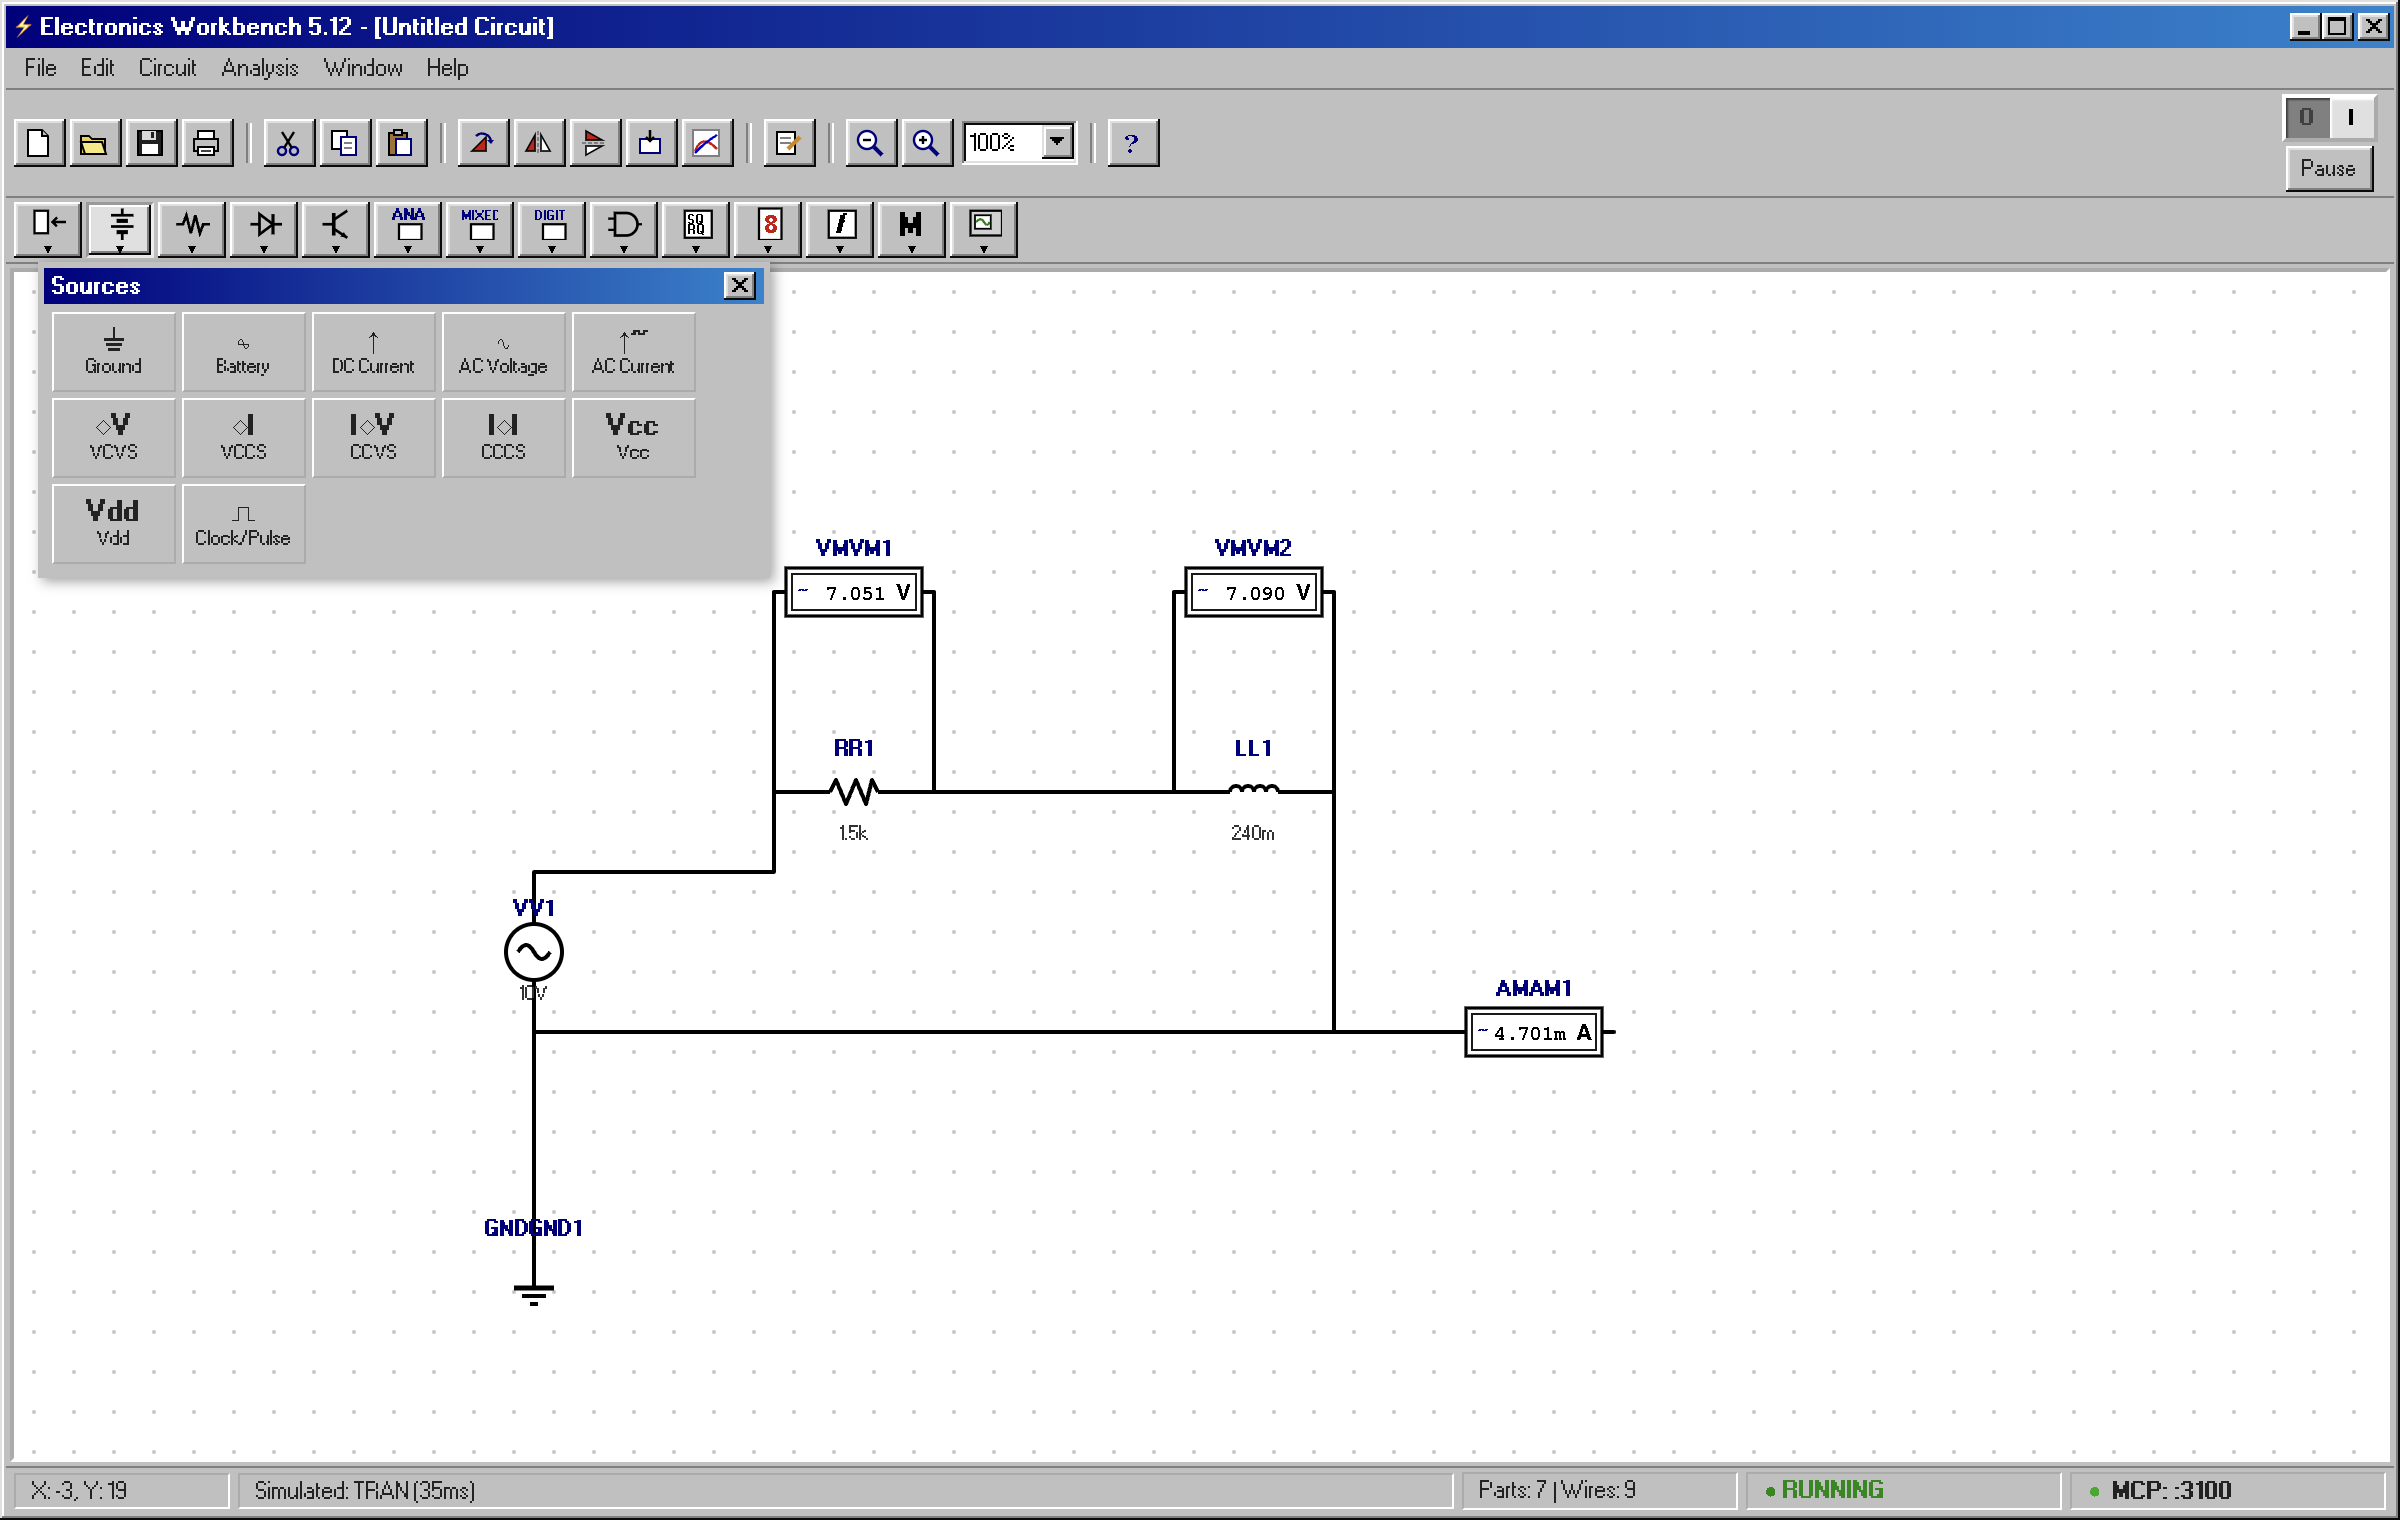 Electronics Workbench 5.12 - [Untitled Circuit]
File Edit Circuit Analysis Window Help
100%
?
0 I
Pause
ANA MIXED DIGIT
SQ
RQ
8
M
Sources
Ground Battery DC Current AC Voltage AC Current
V I I V I I Vcc
VCVS VCCS CCVS CCCS Vcc
Vdd
Vdd Clock/Pulse
VMVM1 VMVM2
~ 7.051 V ~ 7.090 V
RR1 LL1
1.5k 240m
VV1
10V
AMAM1
~ 4.701m A
GNDGND1
X: -3, Y: 19 Simulated: TRAN (35ms) Parts: 7 | Wires: 9 ● RUNNING ● MCP: :3100